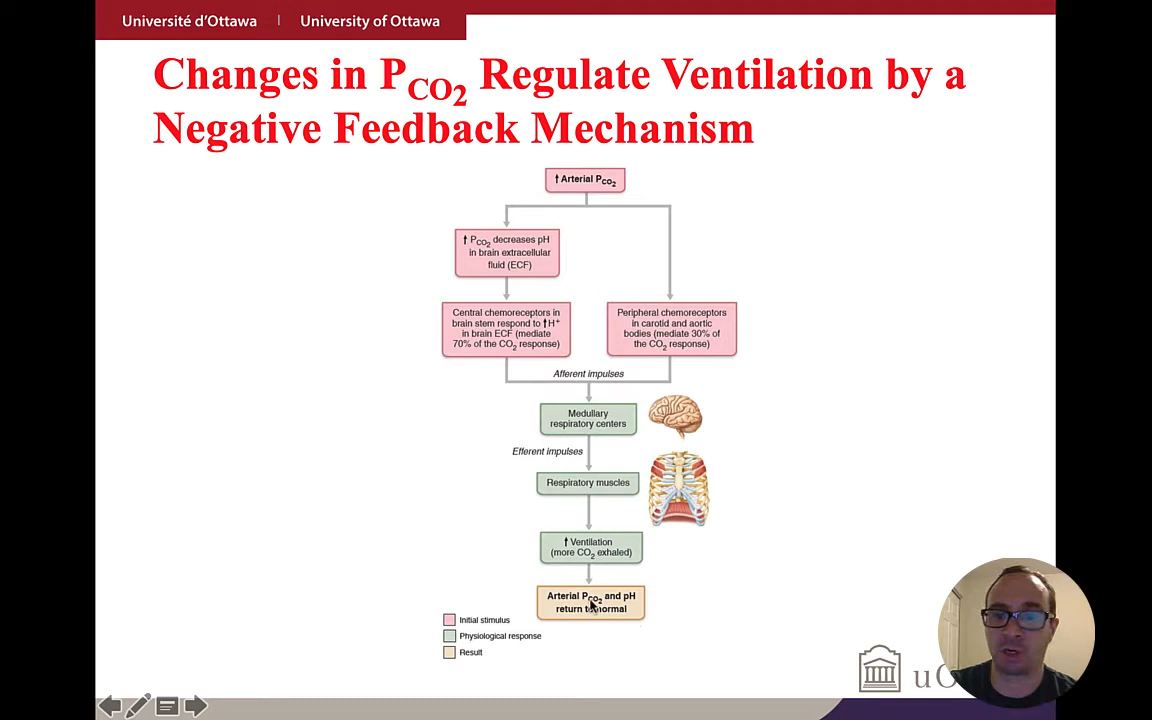 Université d'Ottawa | University of Ottawa
Changes in PCO2 Regulate Ventilation by a
Negative Feedback Mechanism
↑ Arterial PCO2
↑ PCO2 decreases pH
in brain extracellular
fluid (ECF)
Central chemoreceptors in
brain stem respond to ↑H+
in brain ECF (mediate
70% of the CO2 response)
Peripheral chemoreceptors
in carotid and aortic
bodies (mediate 30% of
the CO2 response)
Afferent impulses
Medullary
respiratory centers
Efferent impulses
Respiratory muscles
↑ Ventilation
(more CO2 exhaled)
Arterial PCO2 and pH
return to normal
Initial stimulus
Physiological response
Result